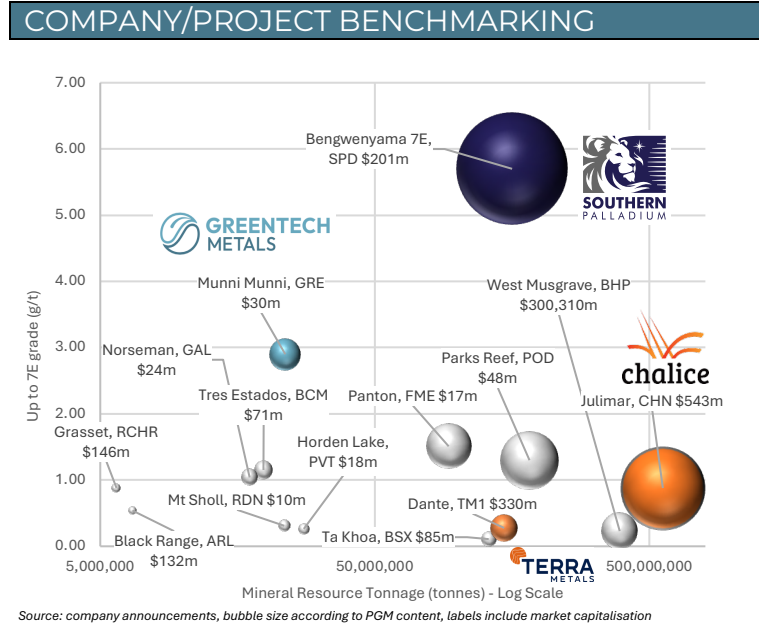 COMPANY/PROJECT BENCHMARKING
7.00
6.00
5.00
4.00
3.00
2.00
1.00
0.00
Up to 7E grade (g/t)
Bengwenyama 7E,
SPD $201m
SOUTHERN
PALLADIUM
GREENTECH
METALS
Munni Munni, GRE
$30m
West Musgrave, BHP
$300,310m
Norseman, GAL
$24m
Parks Reef, POD
$48m
chalice
Tres Estados, BCM
$71m
Panton, FME $17m
Julimar, CHN $543m
Grasset, RCHR
$146m
Horden Lake,
PVT $18m
Mt Sholl, RDN $10m
Dante, TM1 $330m
Black Range, ARL
$132m
Ta Khoa, BSX $85m
TERRA
METALS
5,000,000
50,000,000
500,000,000
Mineral Resource Tonnage (tonnes) - Log Scale
Source: company announcements, bubble size according to PGM content, labels include market capitalisation